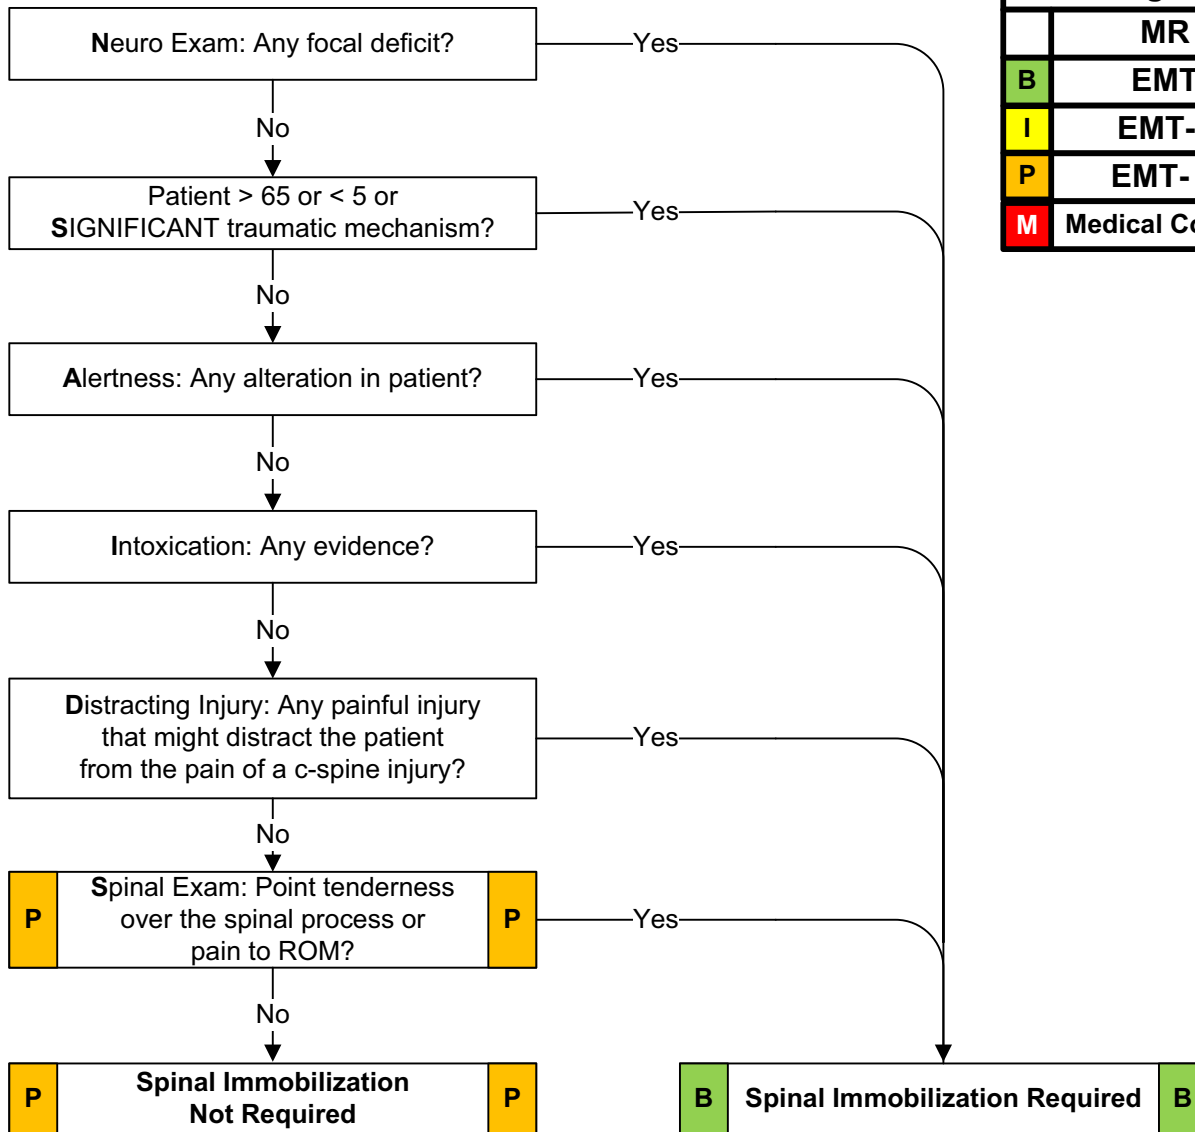 Neuro Exam: Any focal deficit?
Yes
MR
B
EMT
I
EMT-
P
EMT-
M
Medical Co
No
Patient > 65 or < 5 or
SIGNIFICANT traumatic mechanism?
Yes
No
Alertness: Any alteration in patient?
Yes
No
Intoxication: Any evidence?
Yes
No
Distracting Injury: Any painful injury
that might distract the patient
from the pain of a c-spine injury?
Yes
No
P
Spinal Exam: Point tenderness
over the spinal process or
pain to ROM?
P
Yes
No
P
Spinal Immobilization
Not Required
P
B
Spinal Immobilization Required
B